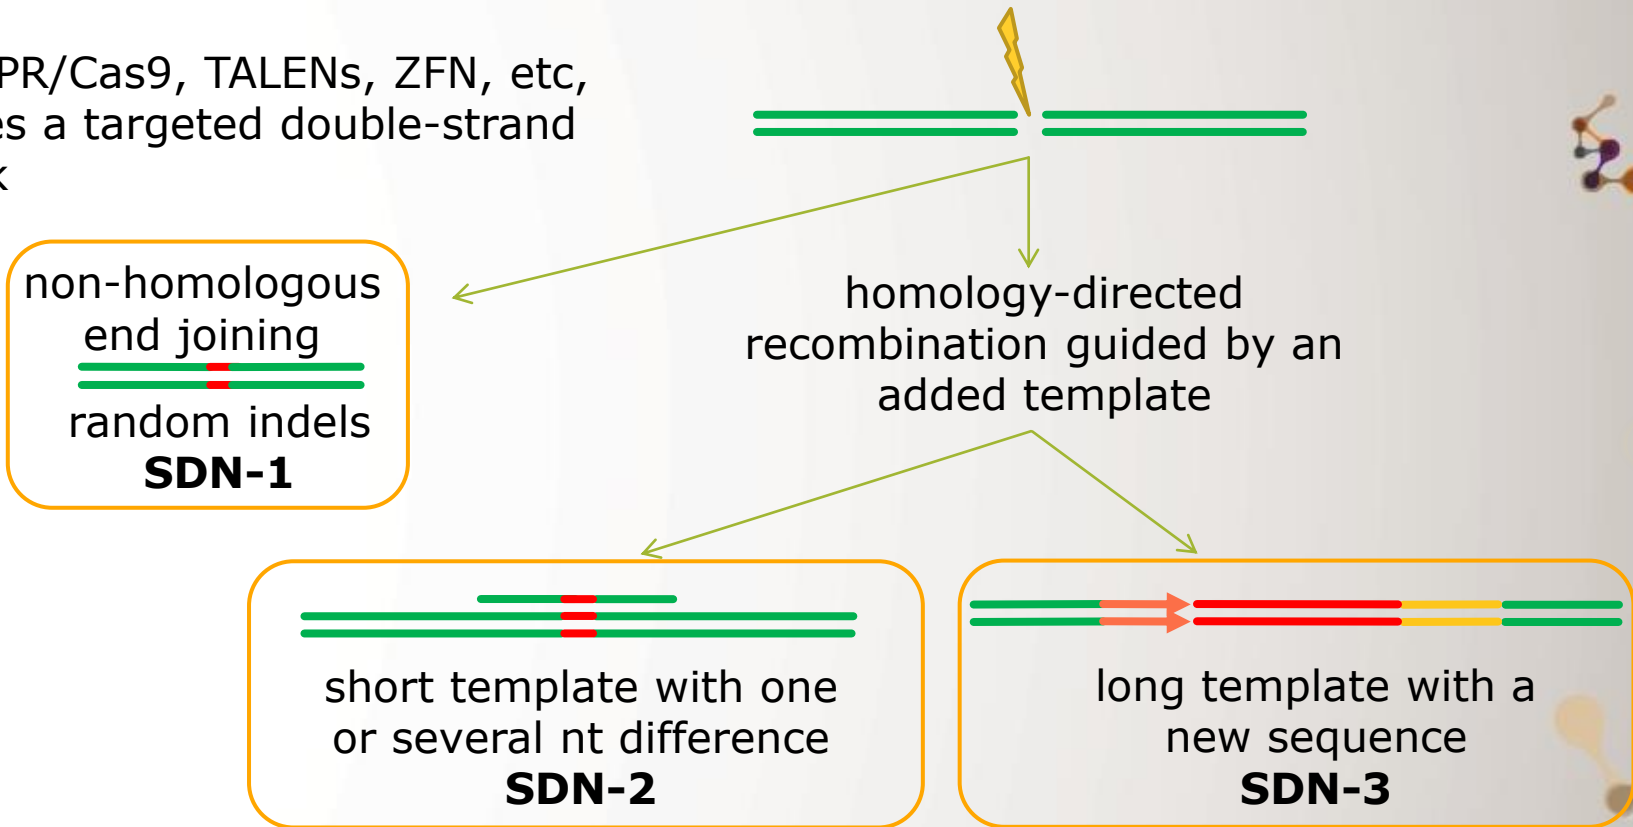 PR/Cas9, TALENs, ZFN, etc,
es a targeted double-strand
k
non-homologous
end joining
random indels
SDN-1
homology-directed
recombination guided by an
added template
short template with one
or several nt difference
SDN-2
long template with a
new sequence
SDN-3